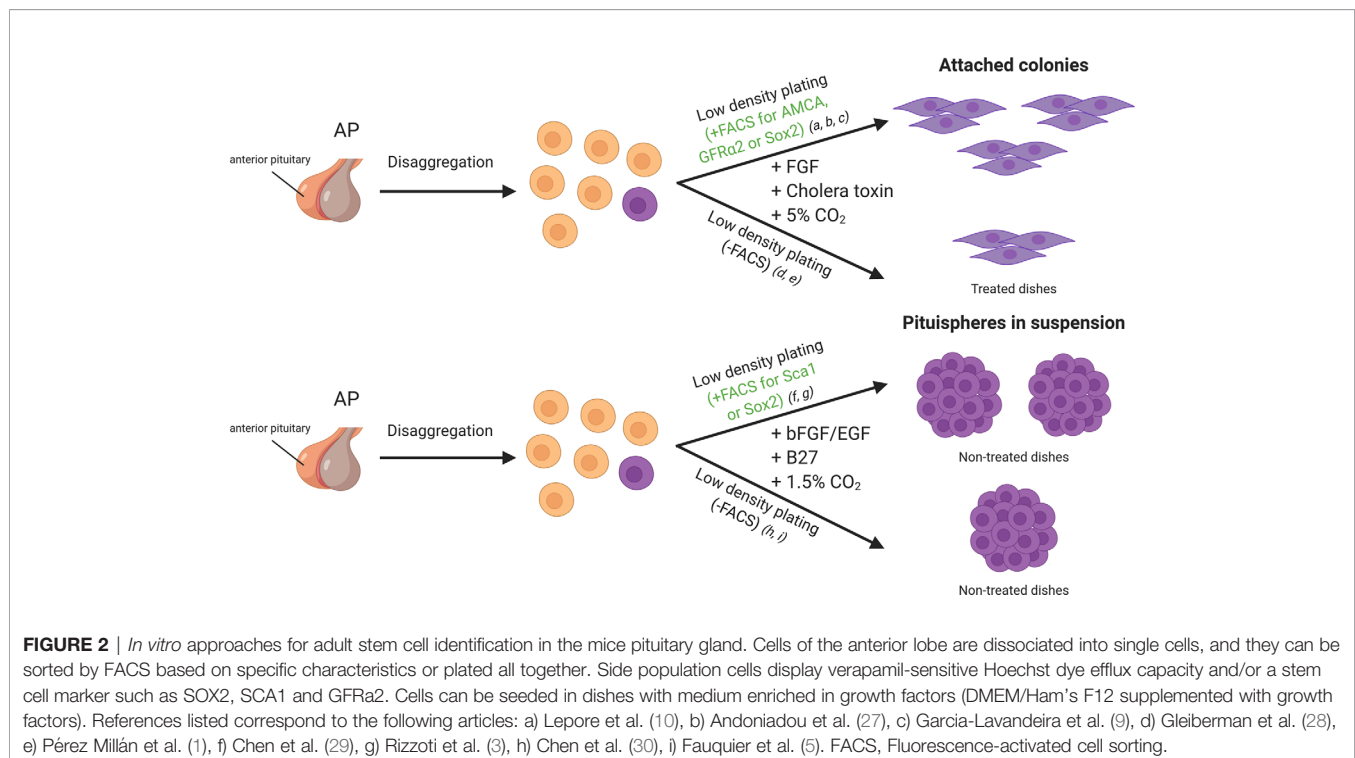 Attached colonies
AP
anterior pituitary
Disaggregation
Low density plating
(+FACS for AMCA,
GFRα2 or Sox2) (a, b, c)
+ FGF
+ Cholera toxin
+ 5% CO₂
Low density plating
(-FACS) (d, e)
Treated dishes
Pituispheres in suspension
AP
anterior pituitary
Disaggregation
Low density plating
(+FACS for Sca1
or Sox2) (f, g)
+ bFGF/EGF
+ B27
+ 1.5% CO₂
Low density plating
(-FACS) (h, i)
Non-treated dishes
Non-treated dishes
FIGURE 2 | In vitro approaches for adult stem cell identification in the mice pituitary gland. Cells of the anterior lobe are dissociated into single cells, and they can be
sorted by FACS based on specific characteristics or plated all together. Side population cells display verapamil-sensitive Hoechst dye efflux capacity and/or a stem
cell marker such as SOX2, SCA1 and GFRa2. Cells can be seeded in dishes with medium enriched in growth factors (DMEM/Ham's F12 supplemented with growth
factors). References listed correspond to the following articles: a) Lepore et al. (10), b) Andoniadou et al. (27), c) Garcia-Lavandeira et al. (9), d) Gleiberman et al. (28),
e) Pérez Millán et al. (1), f) Chen et al. (29), g) Rizzoti et al. (3), h) Chen et al. (30), i) Fauquier et al. (5). FACS, Fluorescence-activated cell sorting.